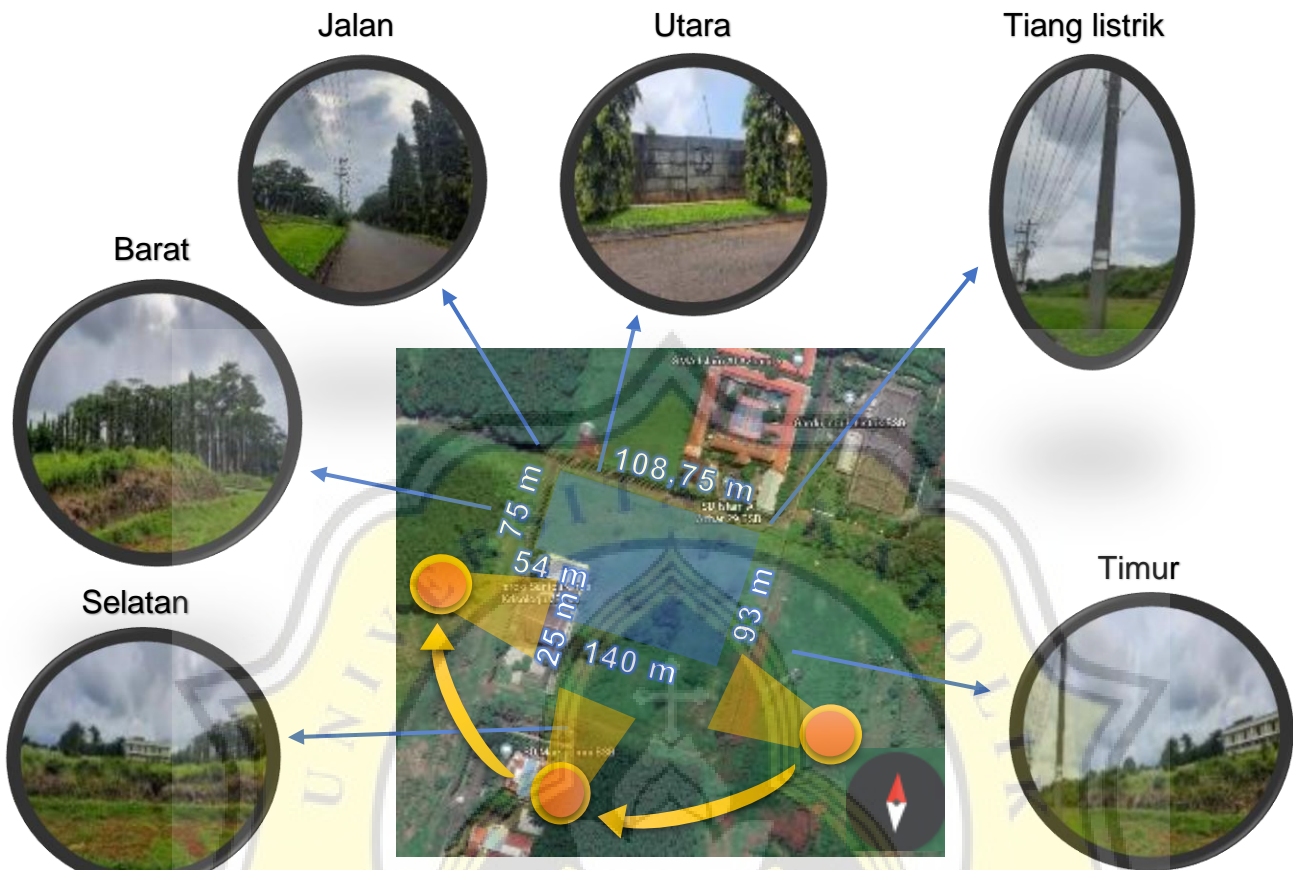 Jalan
Utara
Tiang listrik
Barat
108,75 m
75 m
54 m
25 m
93 m
140 m
Timur
Selatan